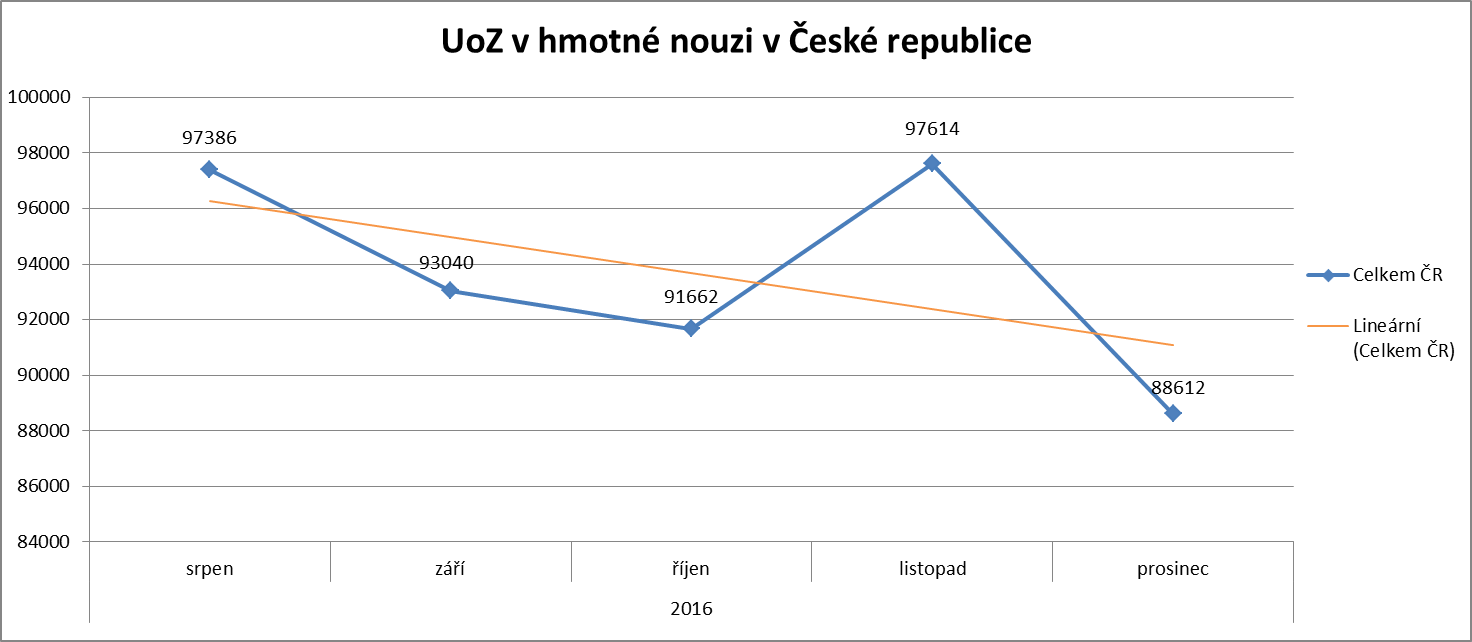 UoZ v hmotné nouzi v České republice
100000
98000
96000
94000
92000
90000
88000
86000
84000
97386
93040
91662
97614
88612
srpen
září
říjen
listopad
prosinec
2016
Celkem ČR
Lineární
(Celkem ČR)